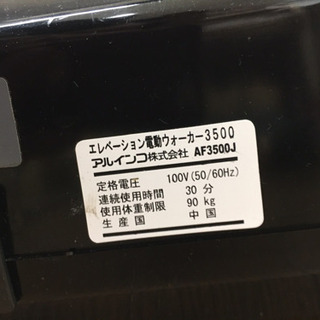 エレベーション電動ウォーカー3500
アルインコ株式会社 AF3500J
定格電圧 100V(50/60Hz)
連続使用時間 30 分
使用体重制限 90 kg
生産国 中国